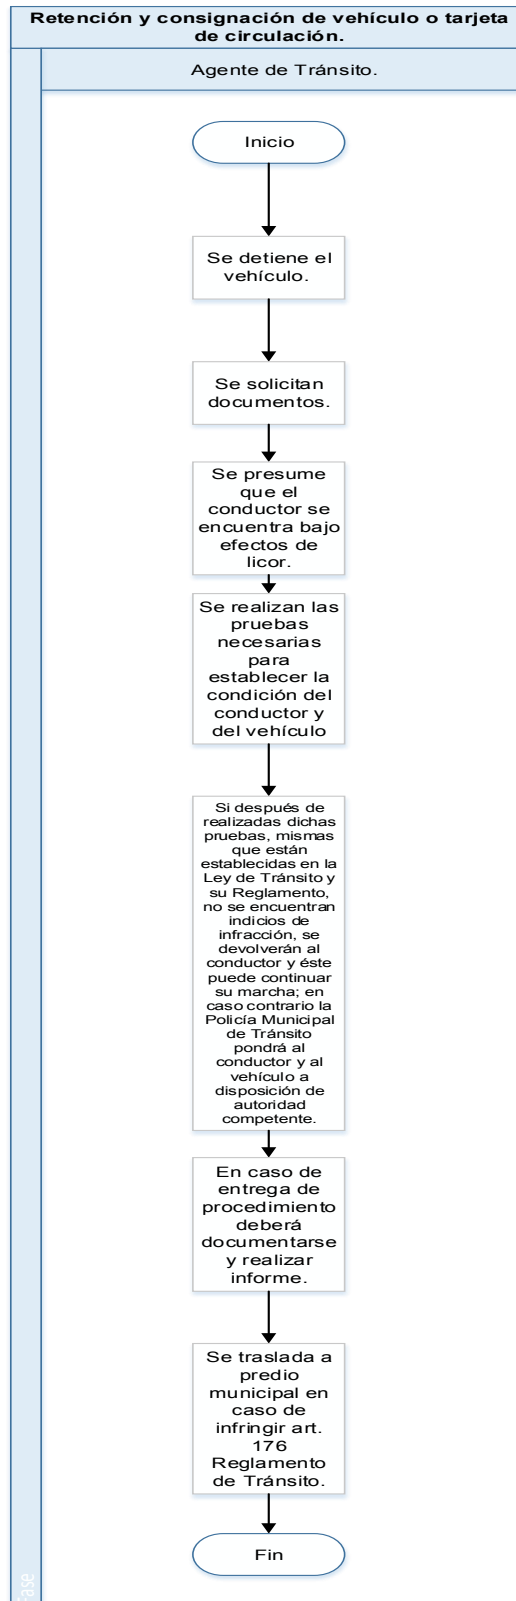 Retención y consignación de vehículo o tarjeta
de circulación.
Agente de Tránsito.
Inicio
Se detiene el
vehículo.
Se solicitan
documentos.
Se presume
que el
conductor se
encuentra bajo
efectos de
licor.
Se realizan las
pruebas
necesarias
para
establecer la
condición del
conductor y
del vehículo
Si después de
realizadas dichas
pruebas, mismas
que están
establecidas en la
Ley de Tránsito y
su Reglamento,
no se encuentran
indicios de
infracción, se
devolverán al
conductor y éste
puede continuar
su marcha; en
caso contrario la
Policía Municipal
de Tránsito
pondrá al
conductor y al
vehículo a
disposición de
autoridad
competente.
En caso de
entrega de
procedimiento
deberá
documentarse
y realizar
informe.
Se traslada a
predio
municipal en
caso de
infringir art.
176
Reglamento
de Tránsito.
Fin
Fase